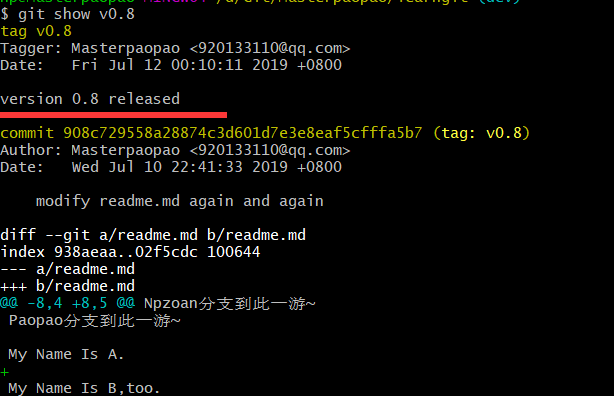 $ git show v0.8
tag v0.8
Tagger: Masterpaopao <920133110@qq.com>
Date:   Fri Jul 12 00:10:11 2019 +0800
version 0.8 released
commit 908c729558a28874c3d601d7e3e8eaf5cfffa5b7 (tag: v0.8)
Author: Masterpaopao <920133110@qq.com>
Date:   Wed Jul 10 22:41:33 2019 +0800
    modify readme.md again and again
diff --git a/readme.md b/readme.md
index 938aeaa..02f5cdc 100644
--- a/readme.md
+++ b/readme.md
@@ -8,4 +8,5 @@ Npzoan分支到此一游~
 Paopao分支到此一游~
 My Name Is A.
+
 My Name Is B,too.